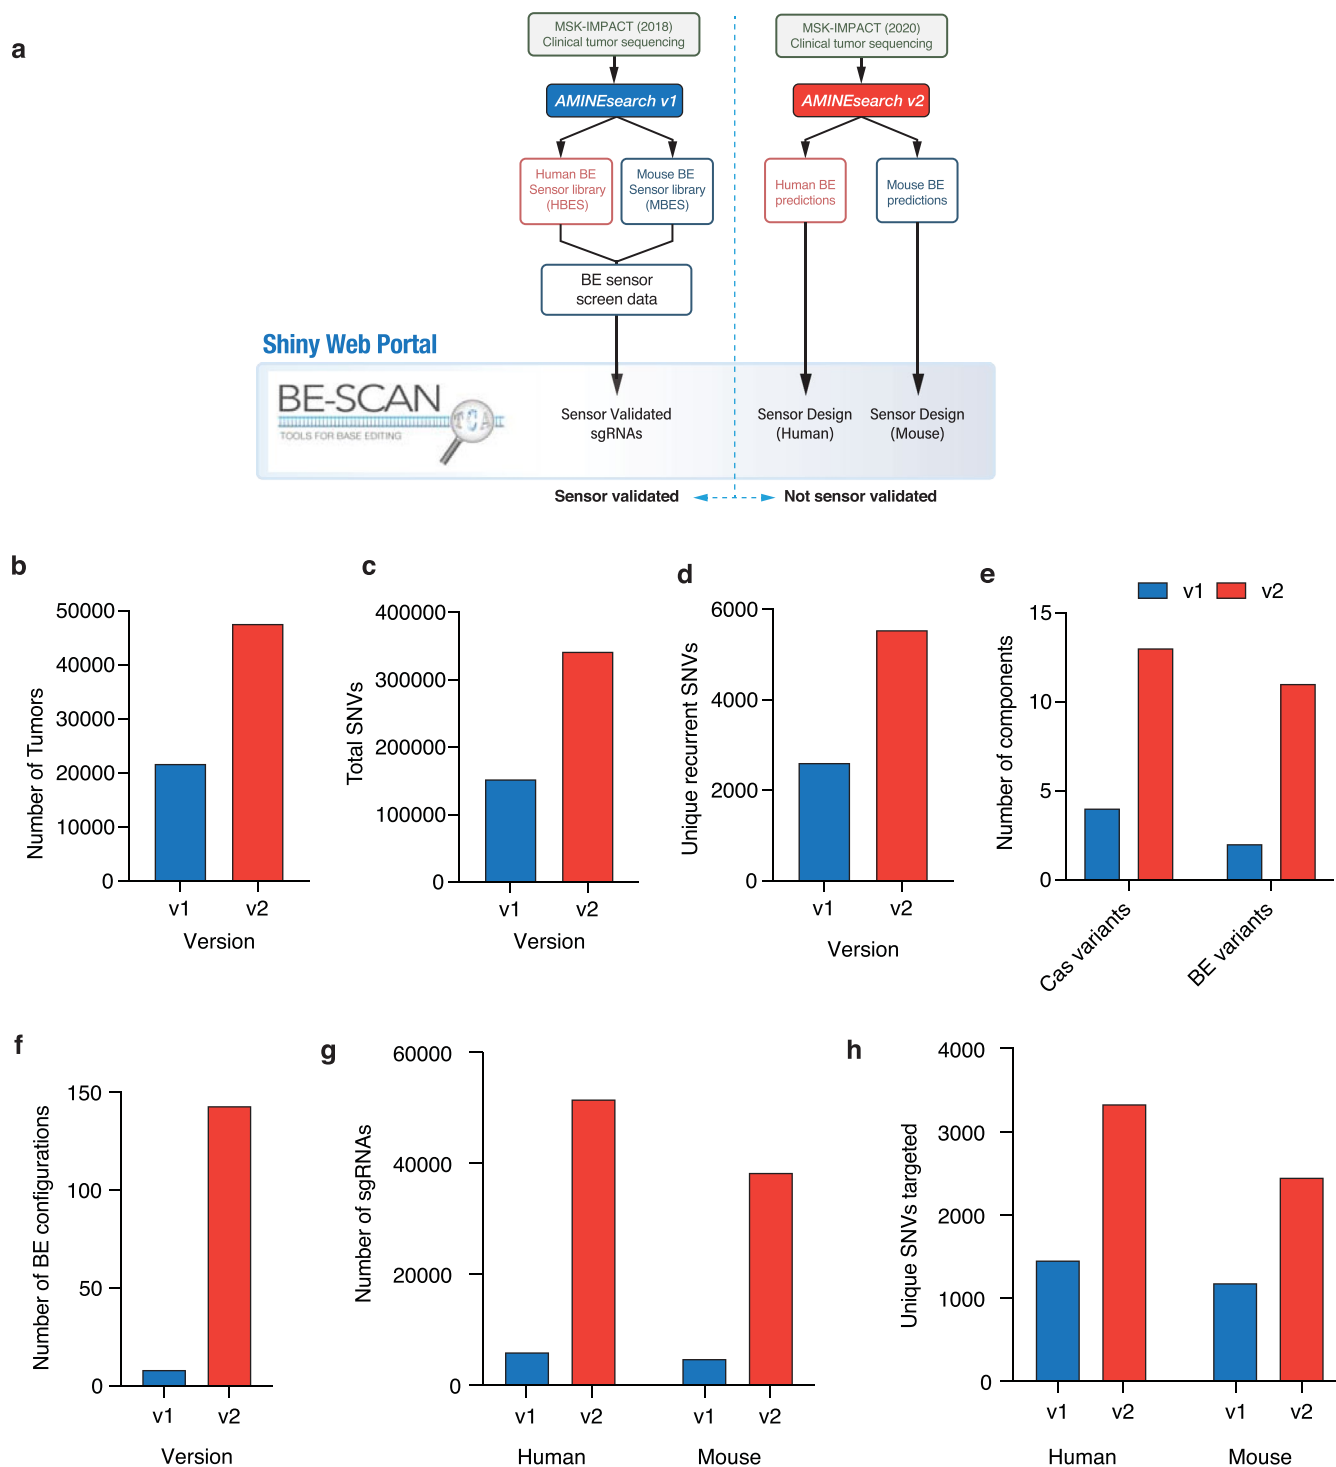 a
MSK-IMPACT (2018)
Clinical tumor sequencing
MSK-IMPACT (2020)
Clinical tumor sequencing
AMINEsearch v1
AMINEsearch v2
Human BE
Sensor library
(HBES)
Mouse BE
Sensor library
(MBES)
Human BE
predictions
Mouse BE
predictions
BE sensor
screen data
Shiny Web Portal
BE-SCAN
TCA
TOOLS FOR BASE EDITING
Sensor Validated
sgRNAs
Sensor Design
(Human)
Sensor Design
(Mouse)
Sensor validated
Not sensor validated
b
Number of Tumors
50000
40000
30000
20000
10000
0
v1 v2
Version
c
Total SNVs
400000
300000
200000
100000
0
v1 v2
Version
d
Unique recurrent SNVs
6000
4000
2000
0
v1 v2
Version
e
v1 v2
Number of components
15
10
5
0
Cas variants
BE variants
f
Number of BE configurations
150
100
50
0
v1 v2
Version
g
Number of sgRNAs
60000
40000
20000
0
v1 v2 v1 v2
Human Mouse
h
Unique SNVs targeted
4000
3000
2000
1000
0
v1 v2 v1 v2
Human Mouse